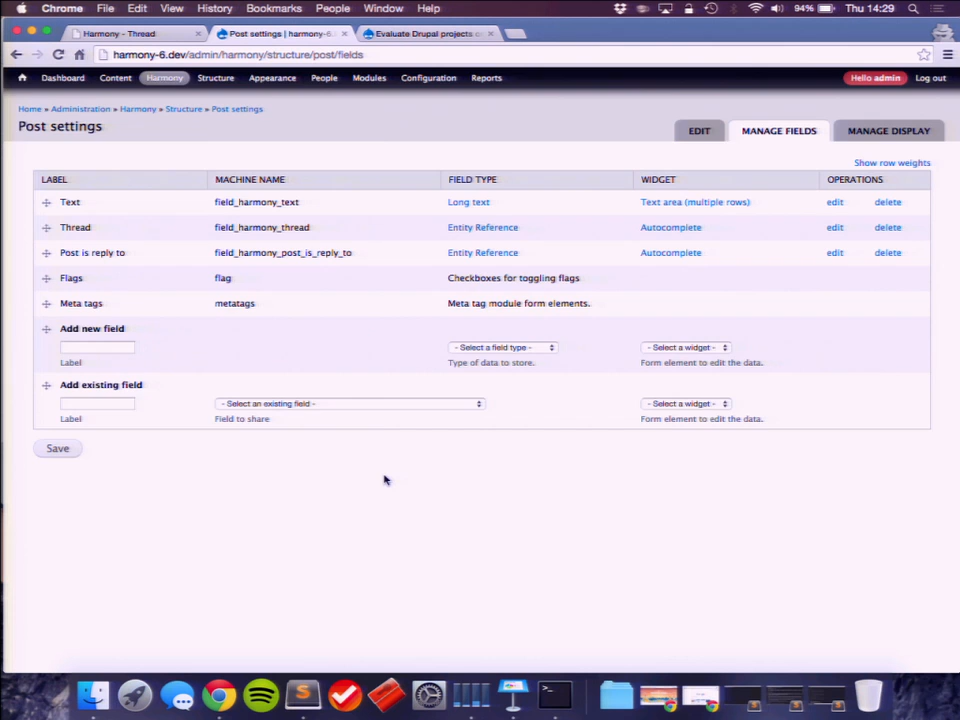 Chrome File Edit View History Bookmarks People Window Help 94% Thu 14:29
Harmony - Thread Post settings | harmony-6. Evaluate Drupal projects o
harmony-6.dev/admin/harmony/structure/post/fields
Dashboard Content Harmony Structure Appearance People Modules Configuration Reports Hello admin Log out
Home » Administration » Harmony » Structure » Post settings
Post settings
EDIT MANAGE FIELDS MANAGE DISPLAY
Show row weights
LABEL MACHINE NAME FIELD TYPE WIDGET OPERATIONS
Text field_harmony_text Long text Text area (multiple rows) edit delete
Thread field_harmony_thread Entity Reference Autocomplete edit delete
Post is reply to field_harmony_post_is_reply_to Entity Reference Autocomplete edit delete
Flags flag Checkboxes for toggling flags
Meta tags metatags Meta tag module form elements.
Add new field
- Select a field type - - Select a widget -
Label Type of data to store. Form element to edit the data.
Add existing field
- Select an existing field - - Select a widget -
Label Field to share Form element to edit the data.
Save